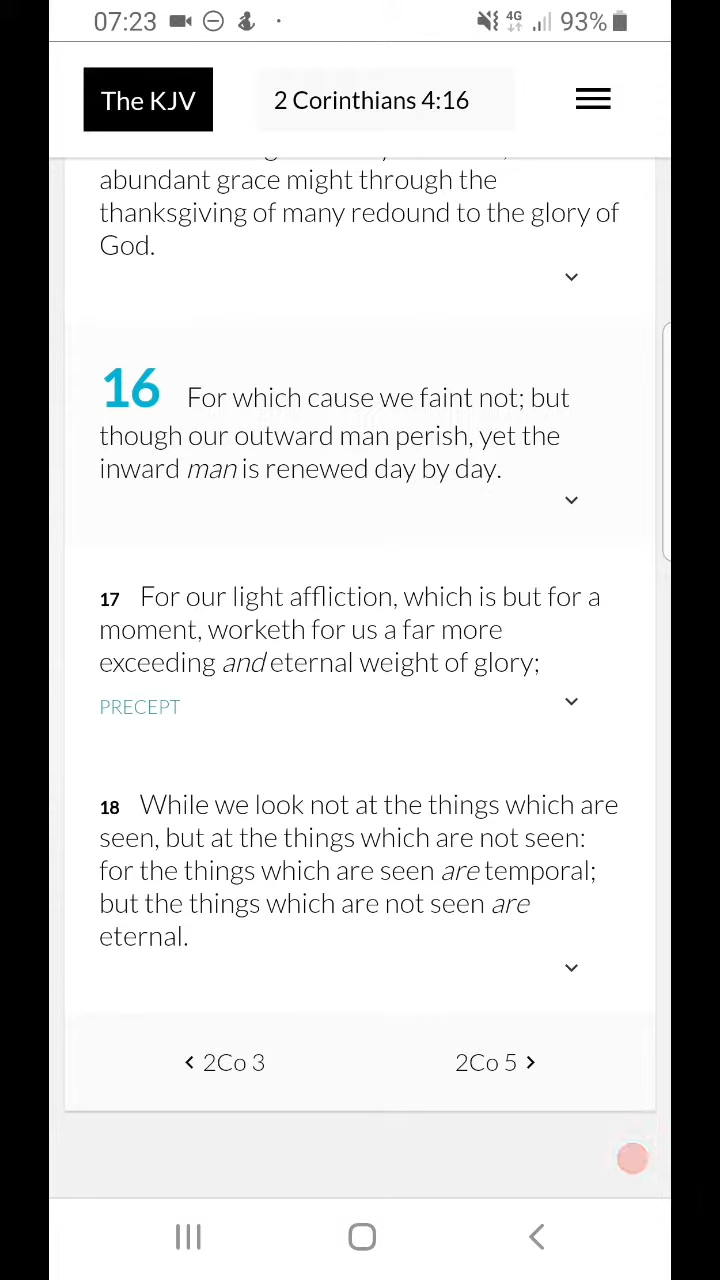 07:23
4G
93%
The KJV
2 Corinthians 4:16
abundant grace might through the
thanksgiving of many redound to the glory of
God.
16 For which cause we faint not; but
though our outward man perish, yet the
inward man is renewed day by day.
17 For our light affliction, which is but for a
moment, worketh for us a far more
exceeding and eternal weight of glory;
PRECEPT
18 While we look not at the things which are
seen, but at the things which are not seen:
for the things which are seen are temporal;
but the things which are not seen are
eternal.
2Co 3
2Co 5